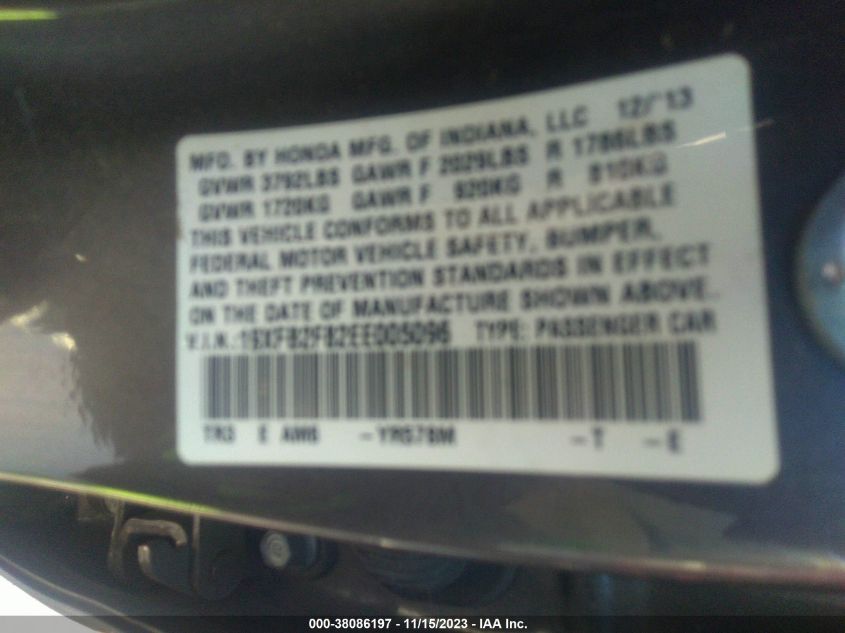 MFD. BY HONDA MFG. OF INDIANA, LLC 12/'13
GVWR 3792LBS GAWR F 2029LBS R 1786LBS
GVWR 1720KG GAWR F 920KG R 810KG
THIS VEHICLE CONFORMS TO ALL APPLICABLE
FEDERAL MOTOR VEHICLE SAFETY, BUMPER,
AND THEFT PREVENTION STANDARDS IN EFFECT
ON THE DATE OF MANUFACTURE SHOWN ABOVE.
V.I.N.: 19XFB2F82EE005096 TYPE: PASSENGER CAR
TR3 E AWB -YR578M -T -E
000-38086197 - 11/15/2023 - IAA Inc.